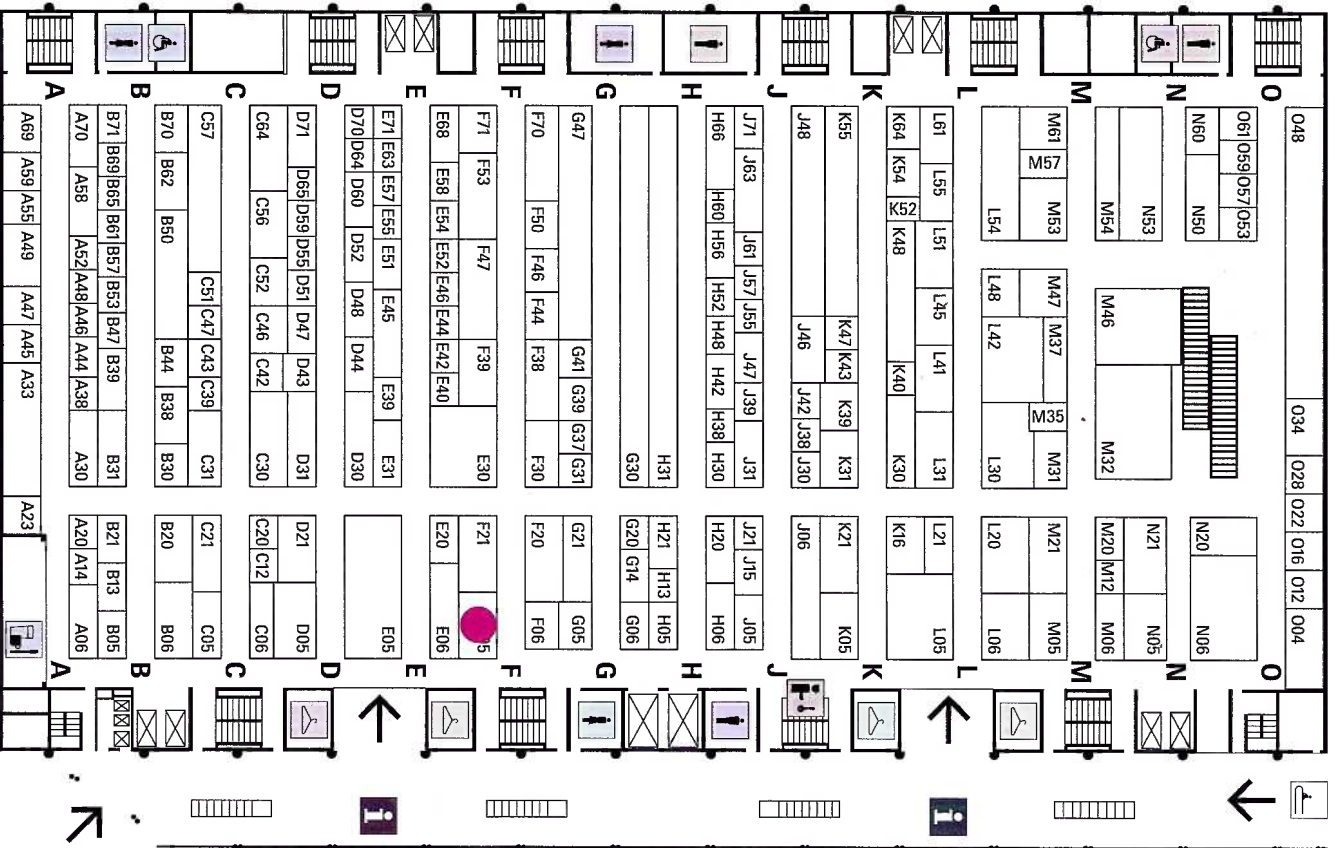 A B C D E F G H J K L M N O
A69 A59 A55 A49 A47 A45 A33 A23
A70 A58 A52 A48 A46 A44 A38 A30 A20 A14 A06
B71 B69 B65 B61 B57 B53 B47 B39 B31 B21 B13 B05
B70 B62 B50 B44 B38 B30 B20 B06
C57 C51 C47 C43 C39 C31 C21 C05
C64 C56 C52 C46 C42 C30 C20 C12 C06
D71 D65 D59 D55 D51 D47 D43 D31 D21 D05
D70 D64 D60 D52 D48 D44 D30
E71 E63 E57 E55 E51 E45 E39 E31 E05
E68 E58 E54 E52 E46 E44 E42 E40 E30 E20 E06
F71 F53 F47 F39 F21
F70 F50 F46 F44 F38 F30 F20 F06
G47 G41 G39 G37 G31 G21 G05
G30 G20 G14 G06
H31 H21 H13 H05
H66 H60 H56 H52 H48 H42 H38 H30 H20 H06
J71 J63 J61 J57 J55 J47 J39 J31 J21 J15 J05
J48 J46 J42 J38 J30 J06
K55 K47 K43 K39 K31 K21 K05
K64 K54 K52 K48 K40 K30 K16
L61 L55 L51 L45 L41 L31 L21 L05
L54 L48 L42 L30 L20 L06
M61 M57 M53 M47 M37 M35 M31 M21 M05
M54 M46 M32 M20 M12 M06
N53 N21 N05
N60 N50 N20 N06
O61 O59 O57 O53
O48 O34 O28 O22 O16 O12 O04
A B C D E F G H J K L M N O
i i